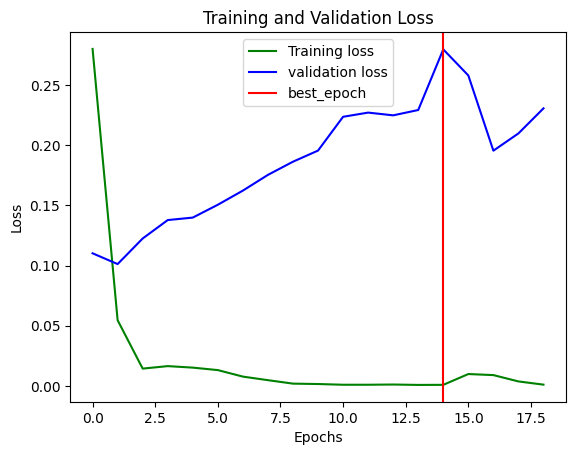 Training and Validation Loss
Training loss
validation loss
best_epoch
Loss
0.25
0.20
0.15
0.10
0.05
0.00
0.0 2.5 5.0 7.5 10.0 12.5 15.0 17.5
Epochs